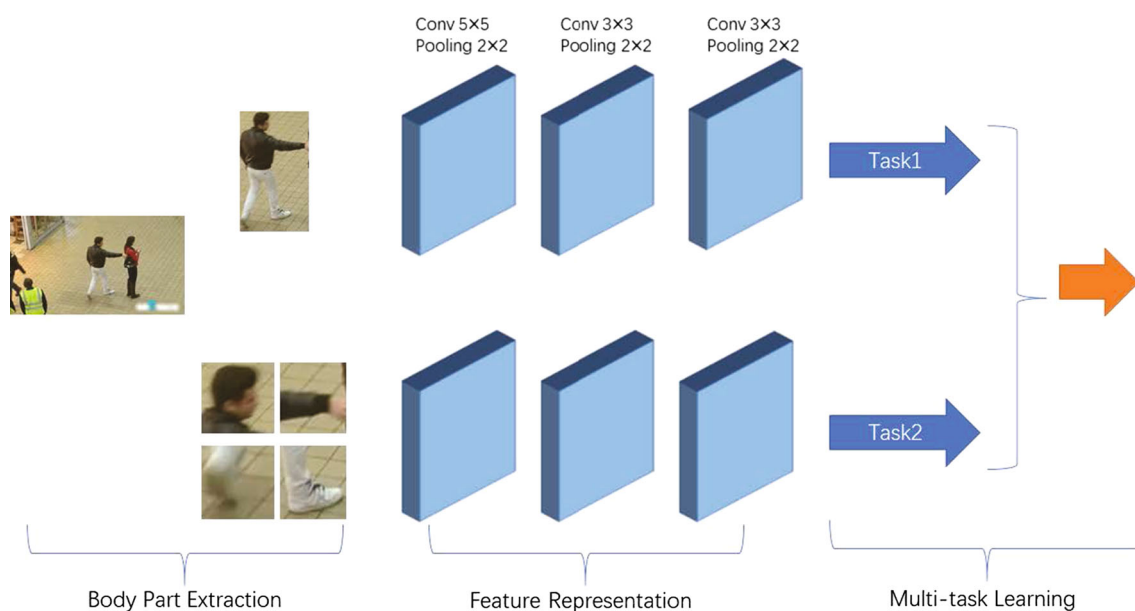 Conv 5×5
Pooling 2×2
Conv 3×3
Pooling 2×2
Conv 3×3
Pooling 2×2
Task1
Task2
Body Part Extraction
Feature Representation
Multi-task Learning